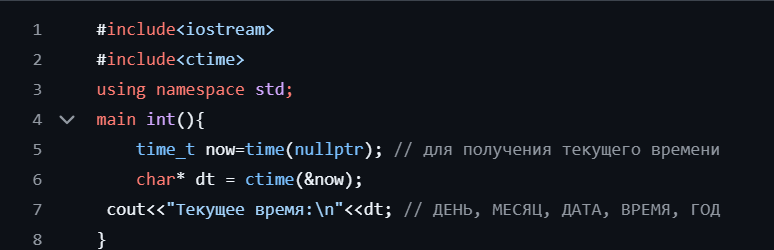 1 #include<iostream>
2 #include<ctime>
3 using namespace std;
4 main int(){
5 time_t now=time(nullptr); // для получения текущего времени
6 char* dt = ctime(&now);
7 cout<<"Текущее время:\n"<<dt; // ДЕНЬ, МЕСЯЦ, ДАТА, ВРЕМЯ, ГОД
8 }